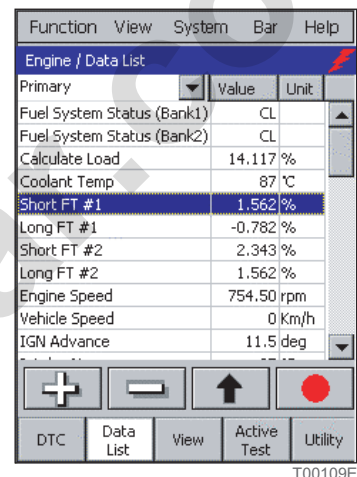 Function View System Bar Help
Engine / Data List
Primary Value Unit
Fuel System Status (Bank1) CL
Fuel System Status (Bank2) CL
Calculate Load 14.117 %
Coolant Temp 87 ℃
Short FT #1 1.562 %
Long FT #1 -0.782 %
Short FT #2 2.343 %
Long FT #2 1.562 %
Engine Speed 754.50 rpm
Vehicle Speed 0 Km/h
IGN Advance 11.5 deg
DTC Data List View Active Test Utility
T00109E